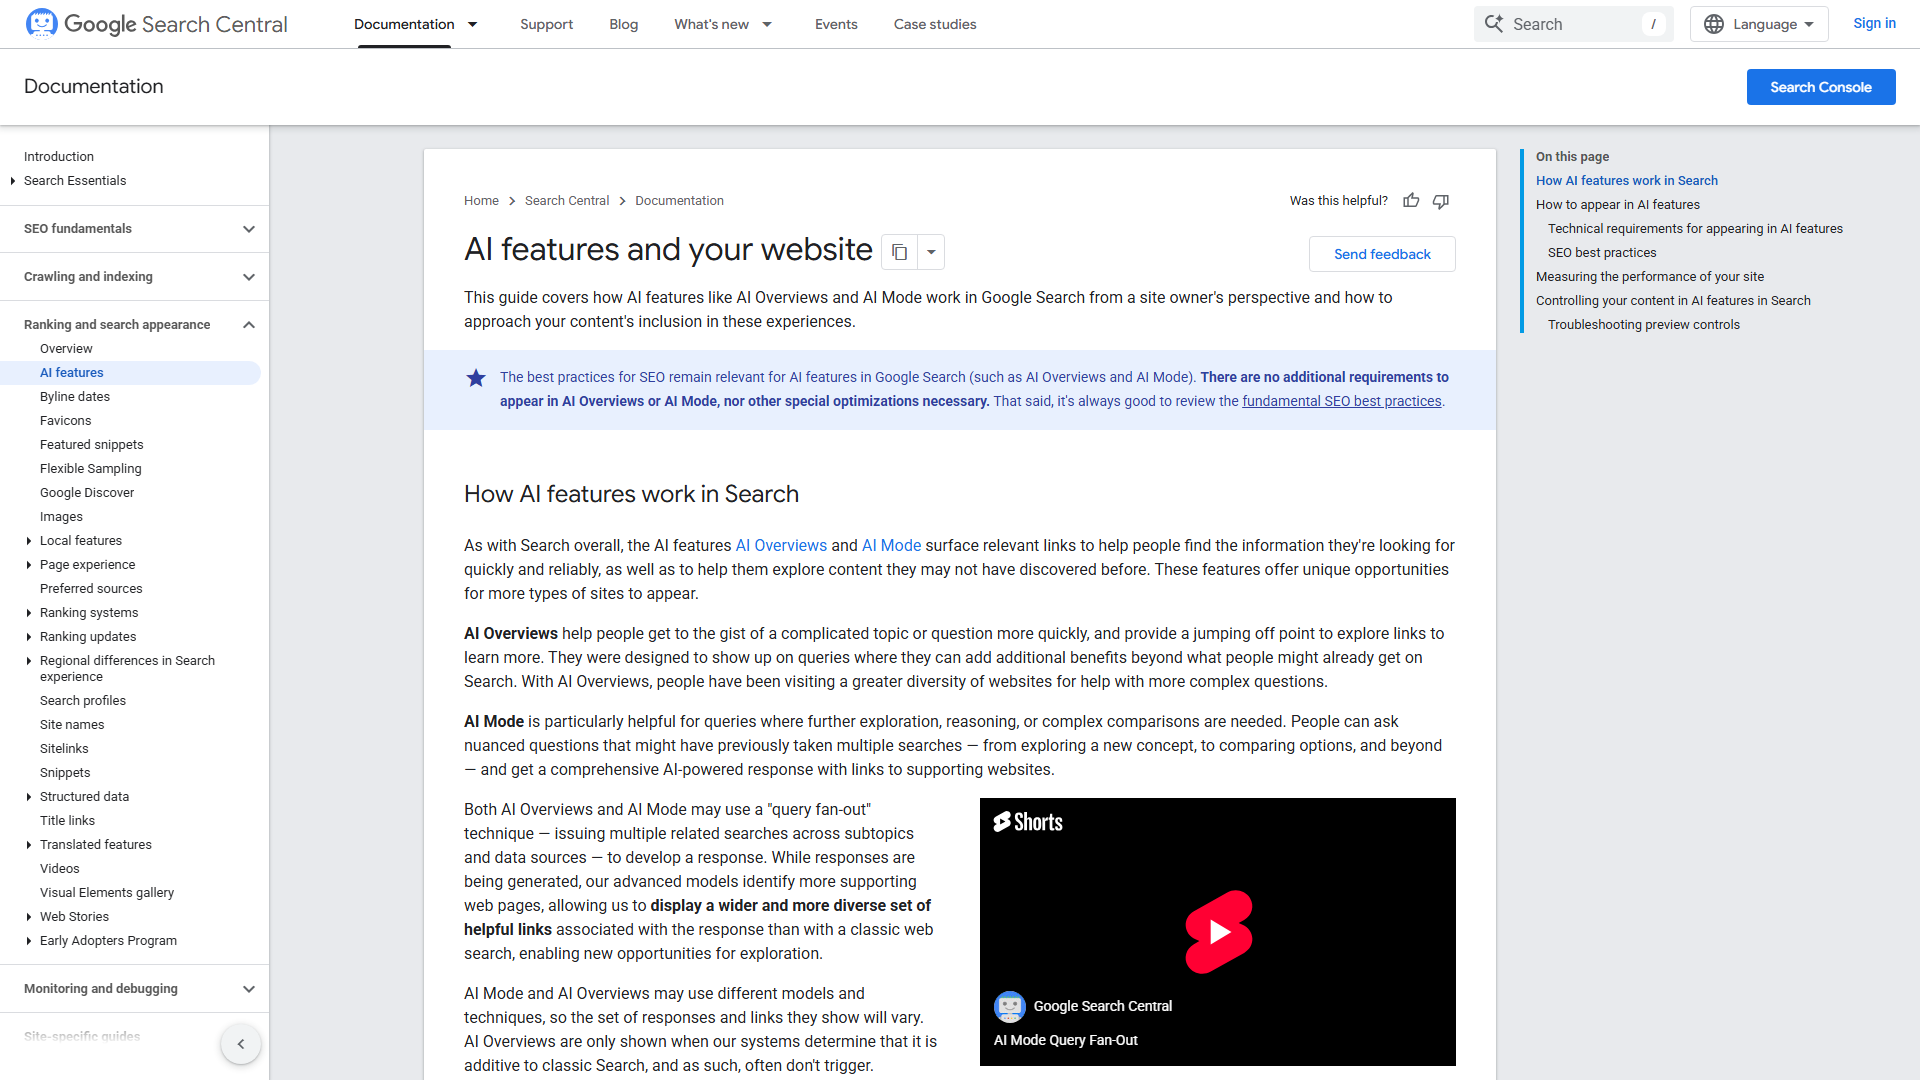 Google Search Central
Documentation
Support
Blog
What's new
Events
Case studies
Search
/
Language
Sign in
Documentation
Search Console
Introduction
Search Essentials
SEO fundamentals
Crawling and indexing
Ranking and search appearance
Overview
AI features
Byline dates
Favicons
Featured snippets
Flexible Sampling
Google Discover
Images
Local features
Page experience
Preferred sources
Ranking systems
Ranking updates
Regional differences in Search
experience
Search profiles
Site names
Sitelinks
Snippets
Structured data
Title links
Translated features
Videos
Visual Elements gallery
Web Stories
Early Adopters Program
Monitoring and debugging
Site-specific guides
Home
Search Central
Documentation
Was this helpful?
AI features and your website
Send feedback
This guide covers how AI features like AI Overviews and AI Mode work in Google Search from a site owner's perspective and how to
approach your content's inclusion in these experiences.
The best practices for SEO remain relevant for AI features in Google Search (such as AI Overviews and AI Mode). There are no additional requirements to
appear in AI Overviews or AI Mode, nor other special optimizations necessary. That said, it's always good to review the fundamental SEO best practices.
How AI features work in Search
As with Search overall, the AI features AI Overviews and AI Mode surface relevant links to help people find the information they're looking for
quickly and reliably, as well as to help them explore content they may not have discovered before. These features offer unique opportunities
for more types of sites to appear.
AI Overviews help people get to the gist of a complicated topic or question more quickly, and provide a jumping off point to explore links to
learn more. They were designed to show up on queries where they can add additional benefits beyond what people might already get on
Search. With AI Overviews, people have been visiting a greater diversity of websites for help with more complex questions.
AI Mode is particularly helpful for queries where further exploration, reasoning, or complex comparisons are needed. People can ask
nuanced questions that might have previously taken multiple searches — from exploring a new concept, to comparing options, and beyond
— and get a comprehensive AI-powered response with links to supporting websites.
Both AI Overviews and AI Mode may use a "query fan-out"
technique — issuing multiple related searches across subtopics
and data sources — to develop a response. While responses are
being generated, our advanced models identify more supporting
web pages, allowing us to display a wider and more diverse set of
helpful links associated with the response than with a classic web
search, enabling new opportunities for exploration.
AI Mode and AI Overviews may use different models and
techniques, so the set of responses and links they show will vary.
AI Overviews are only shown when our systems determine that it is
additive to classic Search, and as such, often don't trigger.
Shorts
Google Search Central
AI Mode Query Fan-Out
On this page
How AI features work in Search
How to appear in AI features
Technical requirements for appearing in AI features
SEO best practices
Measuring the performance of your site
Controlling your content in AI features in Search
Troubleshooting preview controls